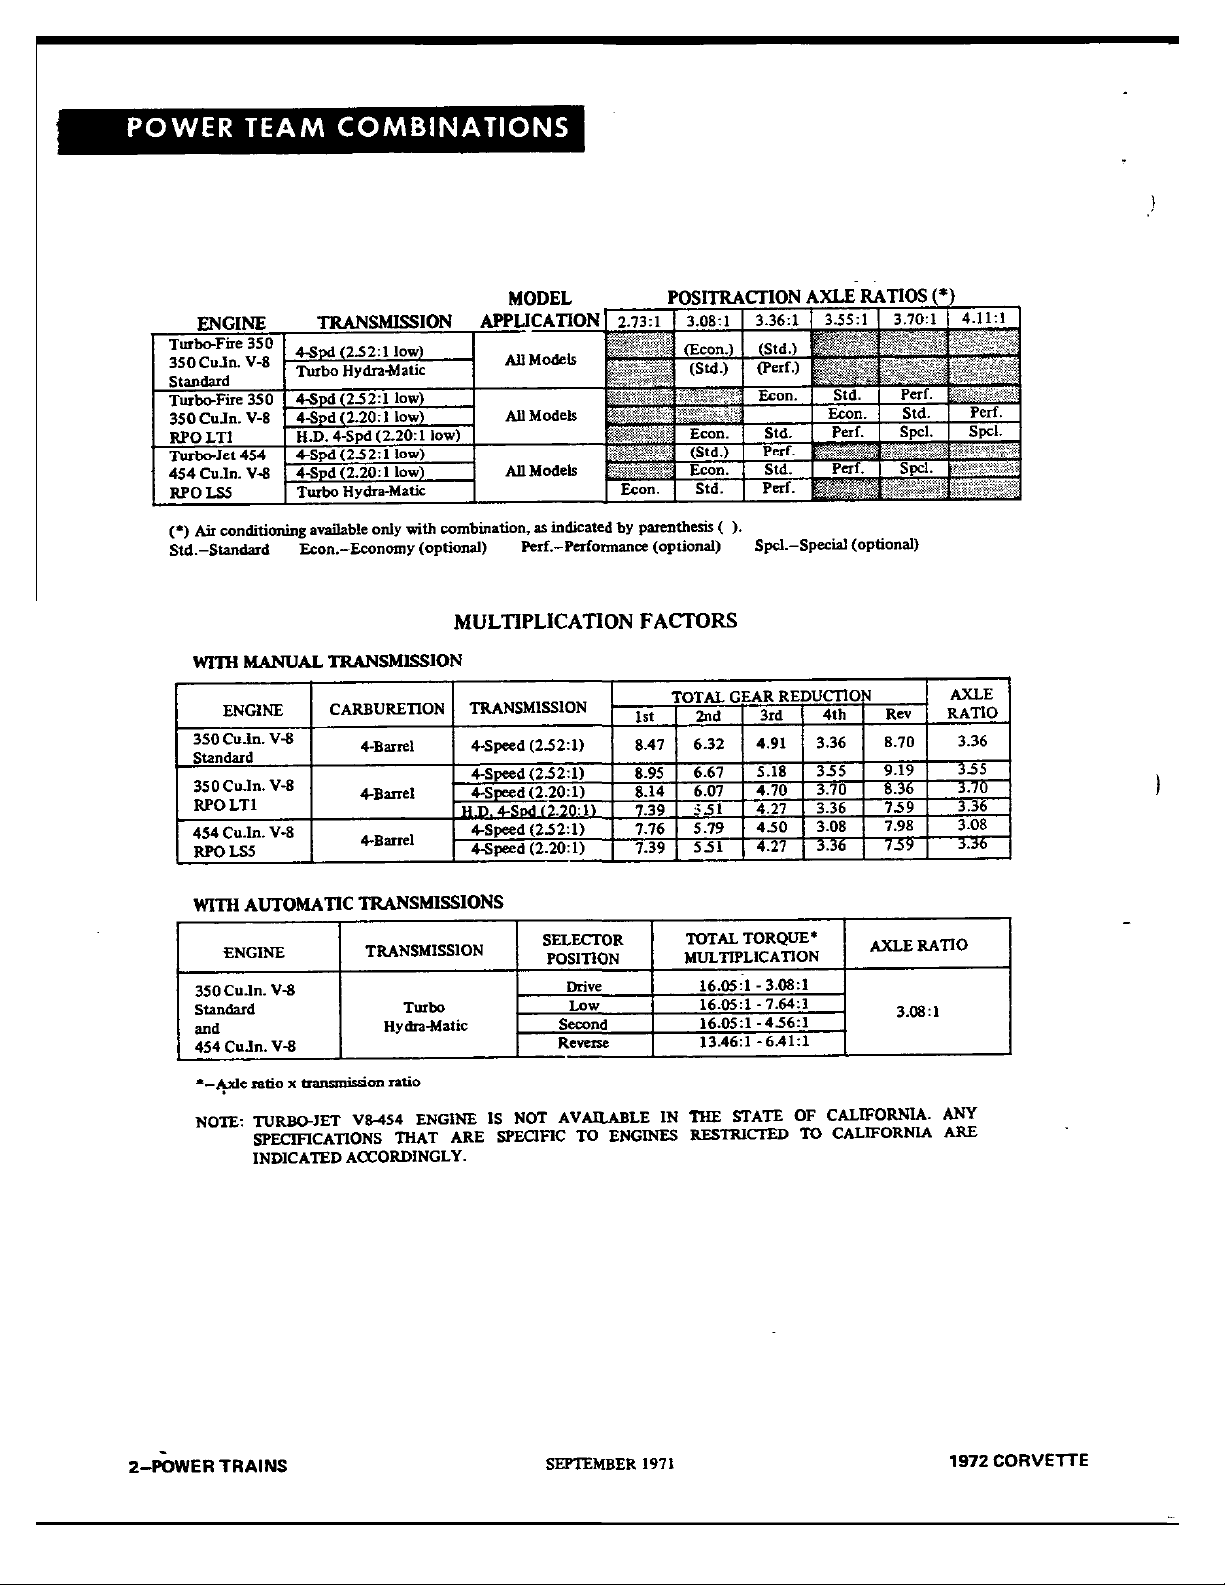 POWER TEAM COMBINATIONS
MODEL POSITRACTION AXLE RATIOS (*)
ENGINE TRANSMISSION APPLICATION 2.73:1 3.08:1 3.36:1 3.55:1 3.70:1 4.11:1
Turbo-Fire 350
350 Cu.In. V-8
Standard
4-Spd (2.52:1 low) All Models (Econ.) (Std.)
Turbo Hydra-Matic (Std.) (Perf.)
Turbo-Fire 350 4-Spd (2.52:1 low) Econ. Std. Perf.
350 Cu.In. V-8 4-Spd (2.20:1 low) All Models Econ. Std. Perf.
RPO LT1 H.D. 4-Spd (2.20:1 low) Econ. Std. Perf. Spcl. Spcl.
Turbo-Jet 454 4-Spd (2.52:1 low) (Std.) Perf.
454 Cu.In. V-8 4-Spd (2.20:1 low) All Models Econ. Std. Perf. Spcl.
RPO LS5 Turbo Hydra-Matic Econ. Std. Perf.
(*) Air conditioning available only with combination, as indicated by parenthesis ( ).
Std.—Standard Econ.—Economy (optional) Perf.—Performance (optional) Spcl.—Special (optional)
MULTIPLICATION FACTORS
WITH MANUAL TRANSMISSION
ENGINE CARBURETION TRANSMISSION TOTAL GEAR REDUCTION AXLE RATIO
1st 2nd 3rd 4th Rev
350 Cu.In. V-8
Standard
4-Barrel 4-Speed (2.52:1) 8.47 6.32 4.91 3.36 8.70 3.36
350 Cu.In. V-8
RPO LT1
4-Barrel
4-Speed (2.52:1) 8.95 6.67 5.18 3.55 9.19 3.55
4-Speed (2.20:1) 8.14 6.07 4.70 3.70 8.36 3.70
H.D. 4-Spd (2.20:1) 7.39 5.51 4.27 3.36 7.59 3.36
454 Cu.In. V-8
RPO LS5
4-Barrel
4-Speed (2.52:1) 7.76 5.79 4.50 3.08 7.98 3.08
4-Speed (2.20:1) 7.39 5.51 4.27 3.36 7.59 3.36
WITH AUTOMATIC TRANSMISSIONS
ENGINE TRANSMISSION SELECTOR POSITION TOTAL TORQUE* MULTIPLICATION AXLE RATIO
350 Cu.In. V-8
Standard
and
454 Cu.In. V-8
Turbo
Hydra-Matic
Drive 16.05:1 - 3.08:1
Low 16.05:1 - 7.64:1
Second 16.05:1 - 4.56:1
Reverse 13.46:1 - 6.41:1
3.08:1
*—Axle ratio x transmission ratio
NOTE: TURBO-JET V8-454 ENGINE IS NOT AVAILABLE IN THE STATE OF CALIFORNIA. ANY
SPECIFICATIONS THAT ARE SPECIFIC TO ENGINES RESTRICTED TO CALIFORNIA ARE
INDICATED ACCORDINGLY.
2—POWER TRAINS SEPTEMBER 1971 1972 CORVETTE